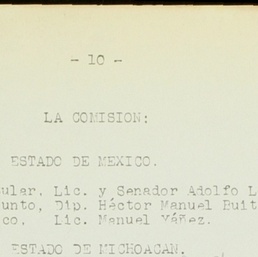 - 10 -
LA COMISION:
ESTADO DE MEXICO.
ular, Lic. y Senador Adolfo L
unto, Dip. Héctor Manuel Buit
co, Lic. Manuel Yáñez.
ESTADO DE MICHOACAN.